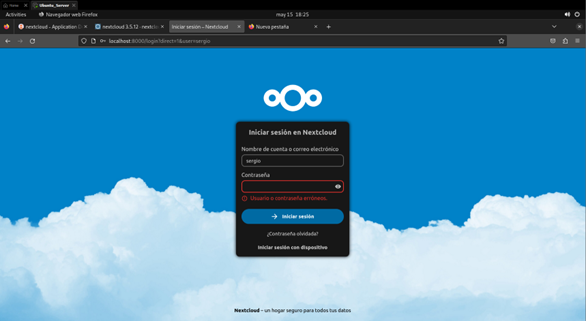 Home
Ubuntu_Server
Activities
Navegador web Firefox
may 15 18:25
nextcloud - Application D
nextcloud 3.5.12 · nextclo
Iniciar sesión – Nextcloud
Nueva pestaña
localhost:8000/login?direct=1&user=sergio
Iniciar sesión en Nextcloud
Nombre de cuenta o correo electrónico
sergio
Contraseña
Usuario o contraseña erróneos.
Iniciar sesión
¿Contraseña olvidada?
Iniciar sesión con dispositivo
Nextcloud – un hogar seguro para todos tus datos